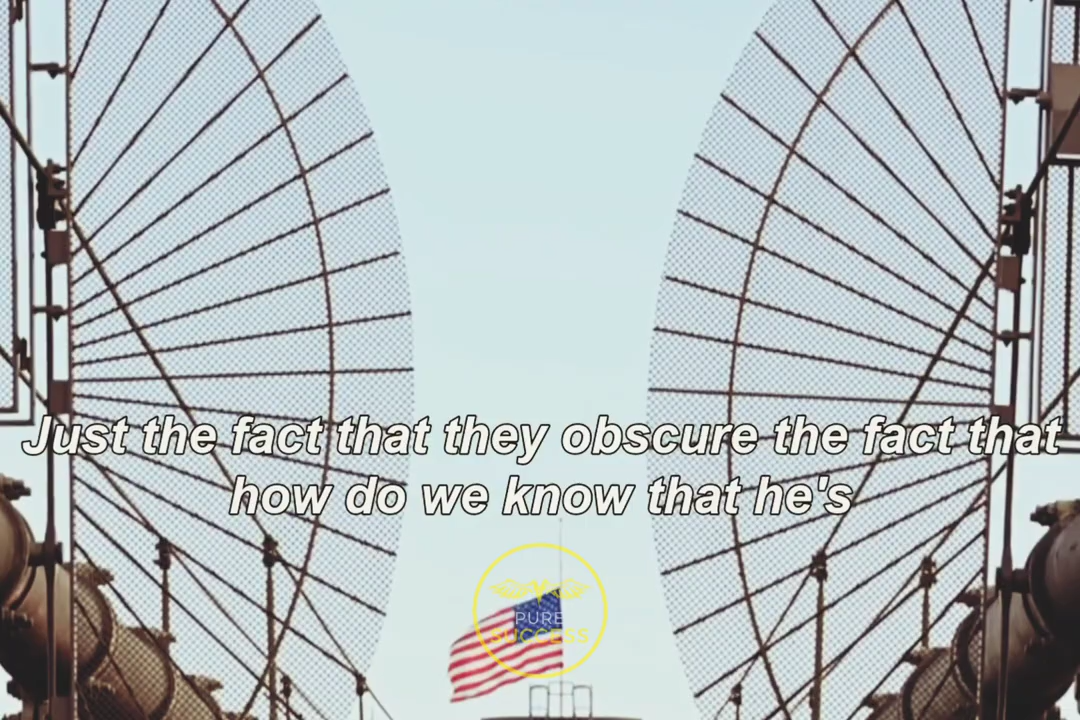 Just the fact that they obscure the fact that
how do we know that he's
PURE
SUCCESS